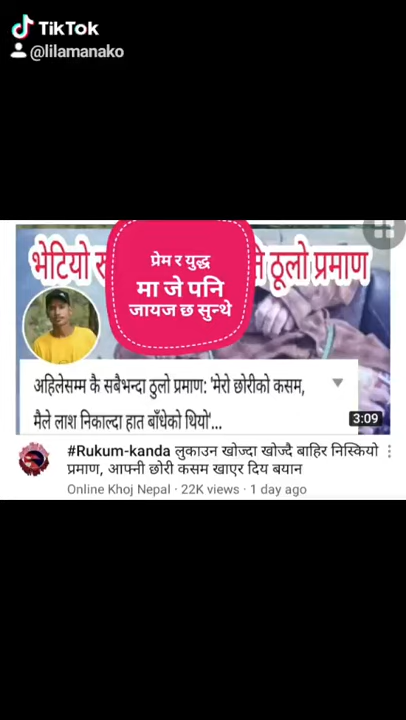 TikTok
@lilamanako
भेटियो
प्रेम र युद्ध
मा जे पनि
जायज छ सुन्थे
ठूलो प्रमाण
अहिलेसम्म कै सबैभन्दा ठुलो प्रमाण: 'मेरो छोरीको कसम,
मैले लाश निकाल्दा हात बाँधेको थियो'...
3:09
#Rukum-kanda लुकाउन खोज्दा खोज्दै बाहिर निस्कियो
प्रमाण, आफ्नी छोरी कसम खाएर दिय बयान
Online Khoj Nepal · 22K views · 1 day ago